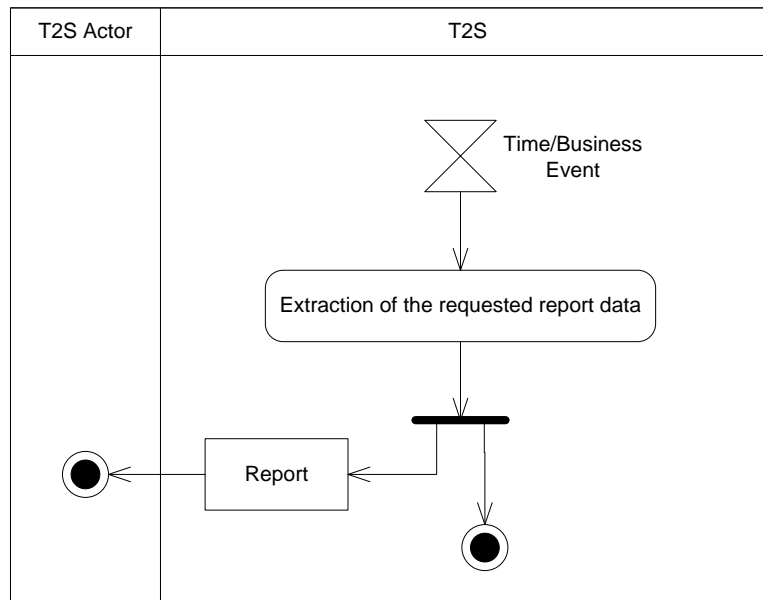 T2S Actor
T2S
Time/Business
Event
Extraction of the requested report data
Report